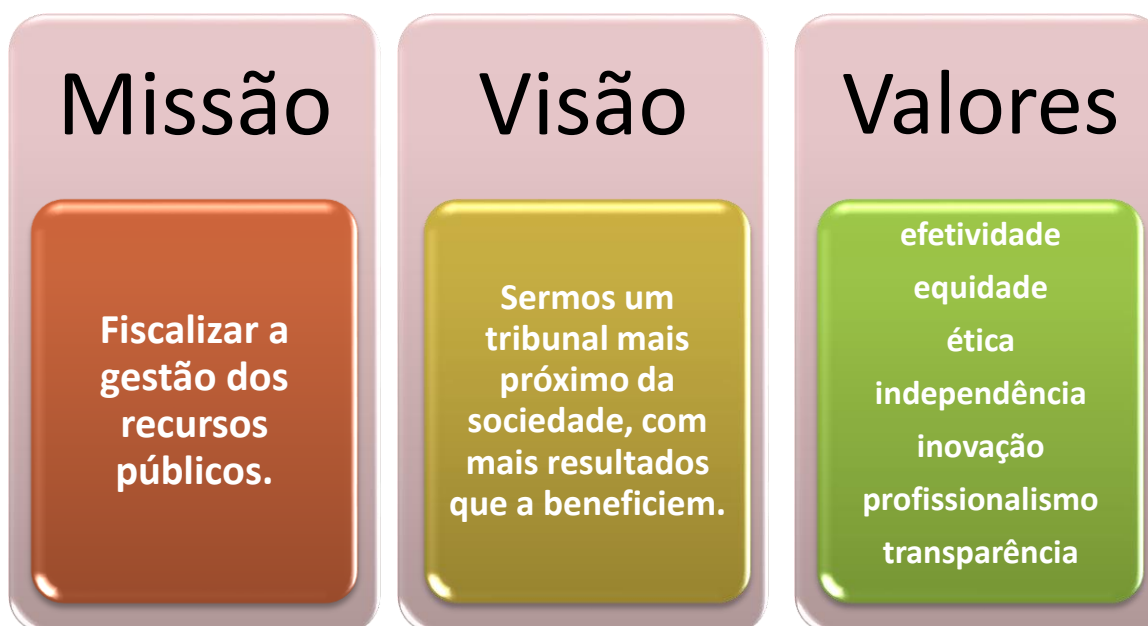 Missão
Fiscalizar a
gestão dos
recursos
públicos.
Visão
Sermos um
tribunal mais
próximo da
sociedade, com
mais resultados
que a beneficiem.
Valores
efetividade
equidade
ética
independência
inovação
profissionalismo
transparência